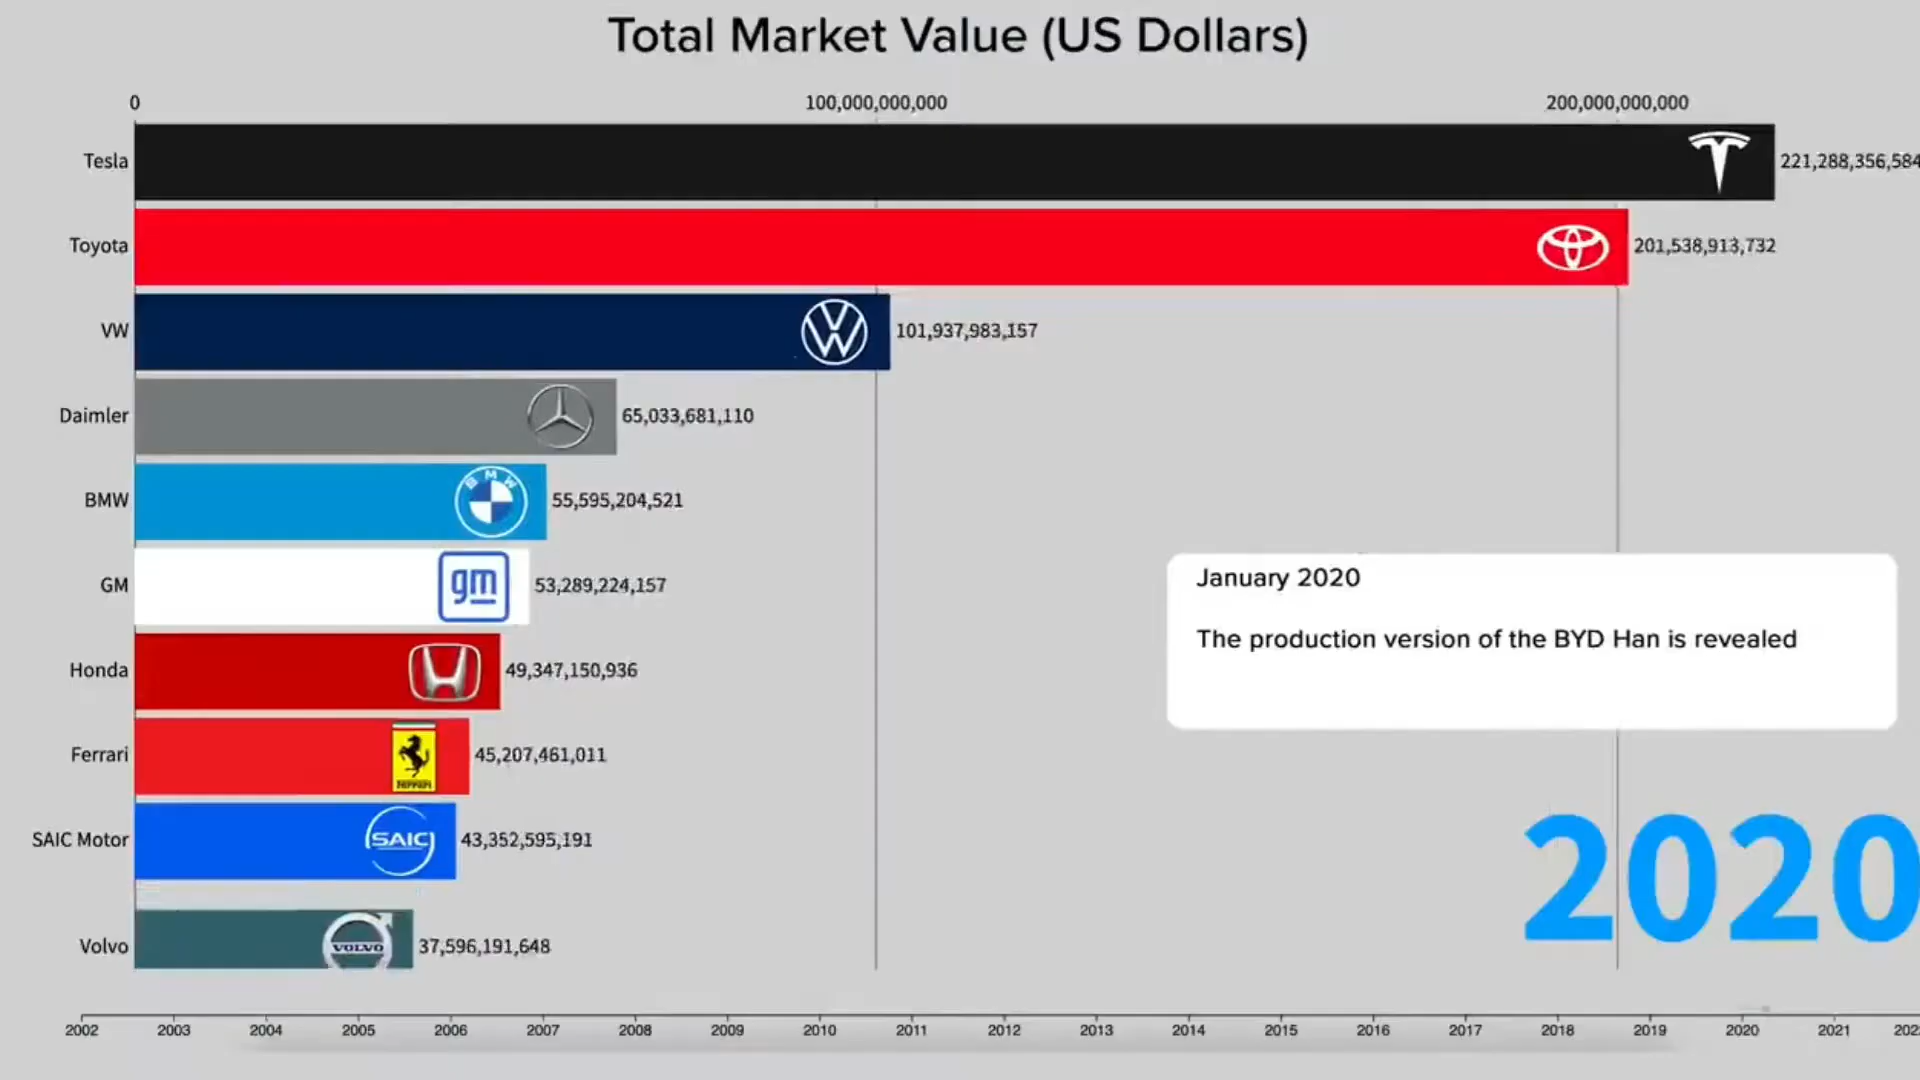 Total Market Value (US Dollars)
0 100,000,000,000 200,000,000,000
Tesla 221,288,356,584
Toyota 201,538,913,732
VW 101,937,983,157
Daimler 65,033,681,110
BMW BMW 55,595,204,521
GM gm 53,289,224,157
Honda 49,347,150,936
Ferrari Ferrari 45,207,461,011
SAIC Motor SAIC 43,352,595,191
Volvo VOLVO 37,596,191,648
January 2020
The production version of the BYD Han is revealed
2020
2002 2003 2004 2005 2006 2007 2008 2009 2010 2011 2012 2013 2014 2015 2016 2017 2018 2019 2020 2021 202